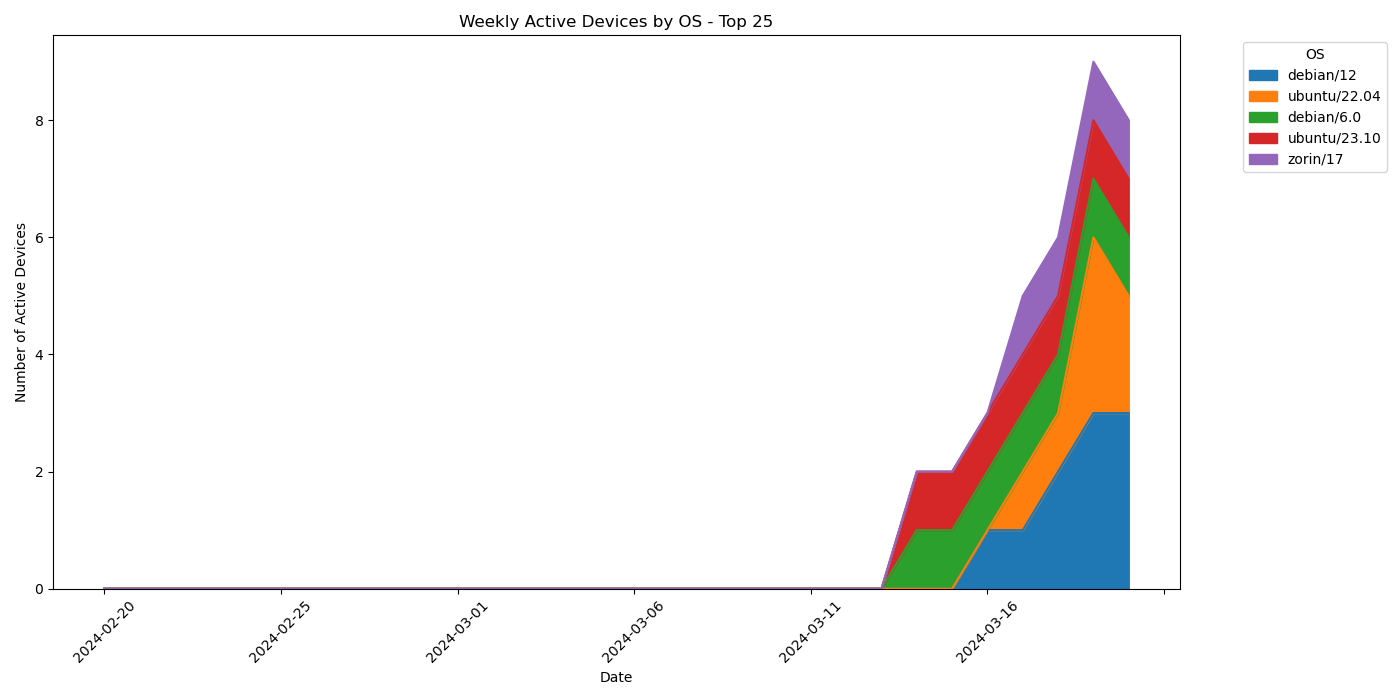 Weekly Active Devices by OS - Top 25
OS
debian/12
ubuntu/22.04
debian/6.0
ubuntu/23.10
zorin/17
Number of Active Devices
8
6
4
2
0
2024-02-20
2024-02-25
2024-03-01
2024-03-06
2024-03-11
2024-03-16
Date